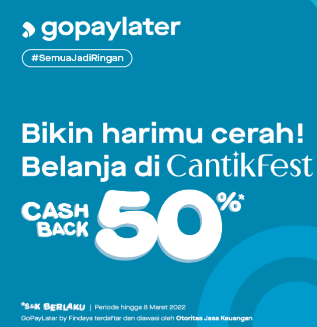 gopaylater
#SemuaJadiRingan
Bikin harimu cerah!
Belanja di CantikFest
CASH
BACK
50%*
*S&K BERLAKU | Periode hingga 8 Maret 2022
GoPayLater by Findaya terdaftar dan diawasi oleh Otoritas Jasa Keuangan